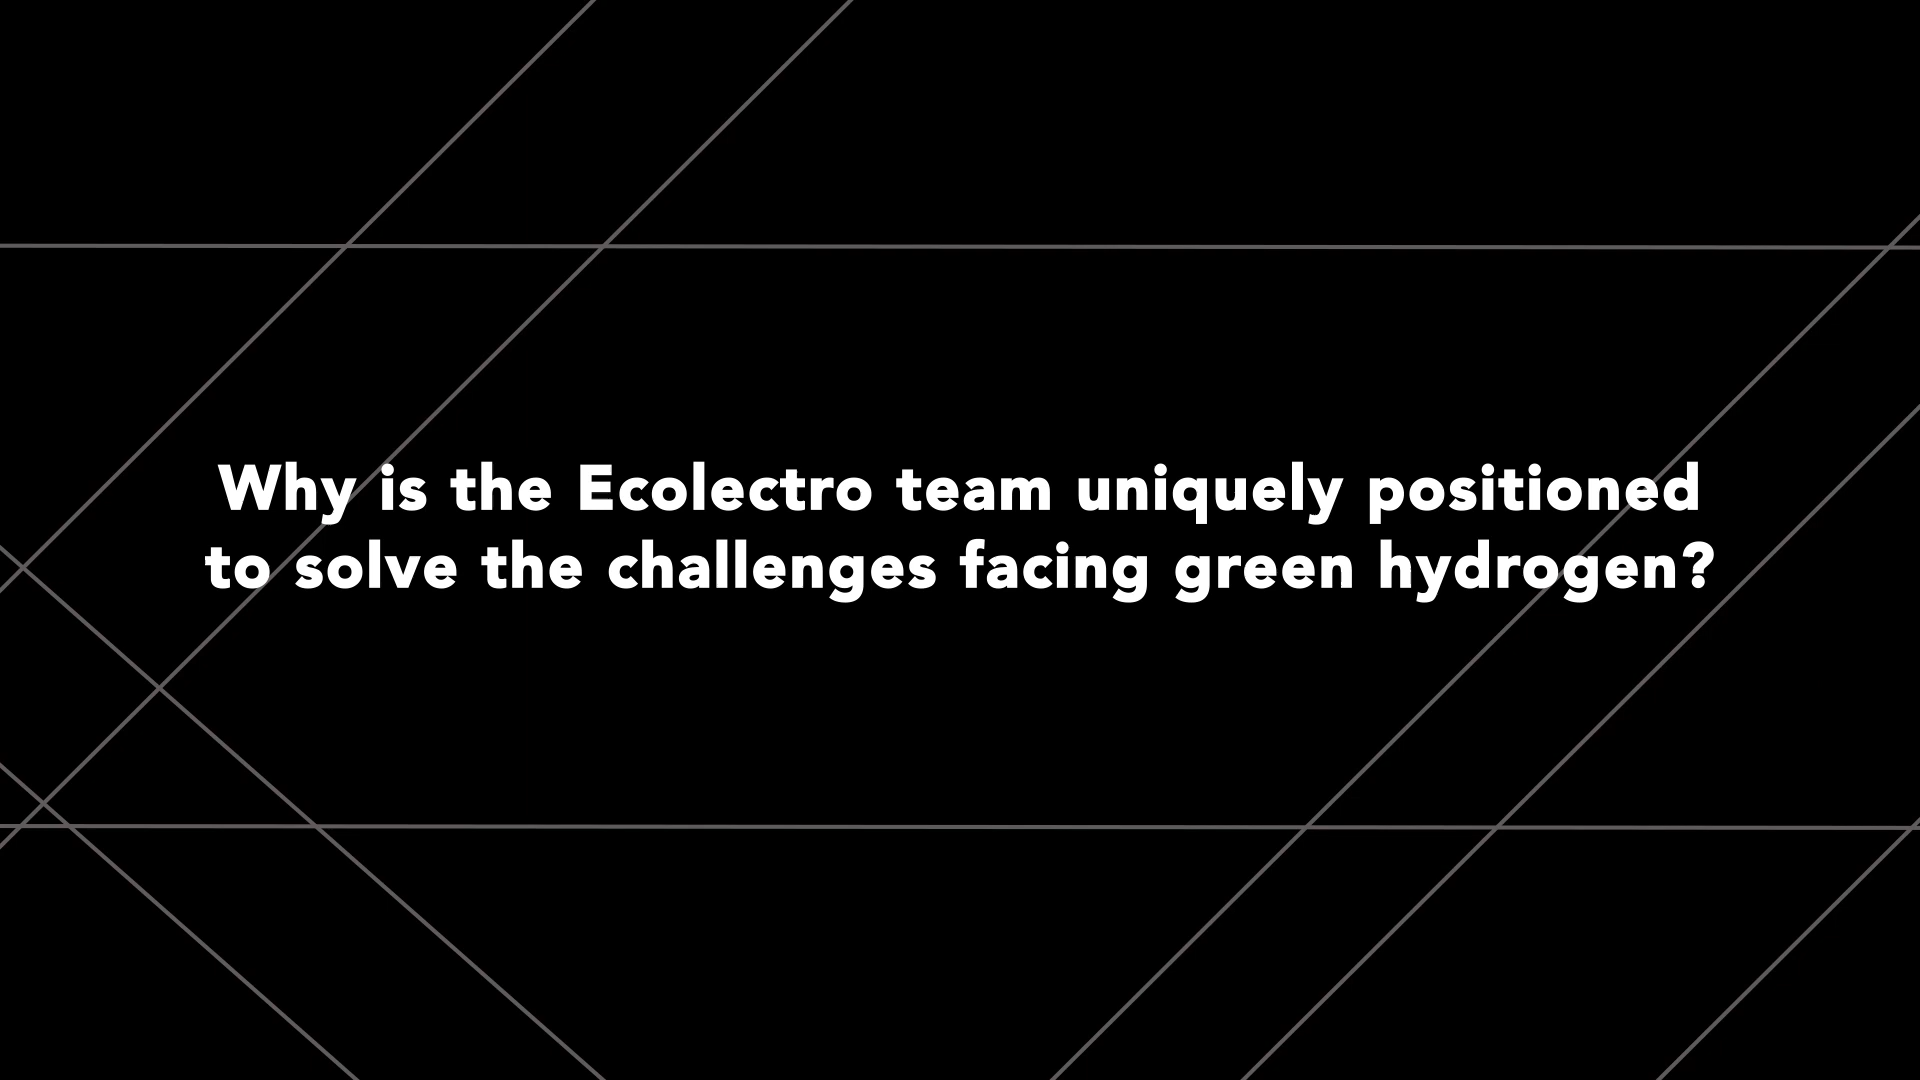 Why is the Ecolectro team uniquely positioned
to solve the challenges facing green hydrogen?